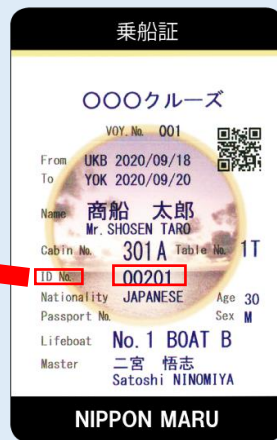 乗船証
〇〇〇クルーズ
VOY. No. 001
From UKB 2020/09/18
To YOK 2020/09/20
Name 商船 太郎
Mr. SHOSEN TARO
Cabin No. 301A Table No. 1T
ID No. 00201
Nationality JAPANESE Age 30
Passport No. Sex M
Lifeboat No. 1 BOAT B
Master 二宮 悟志
Satoshi NINOMIYA
NIPPON MARU